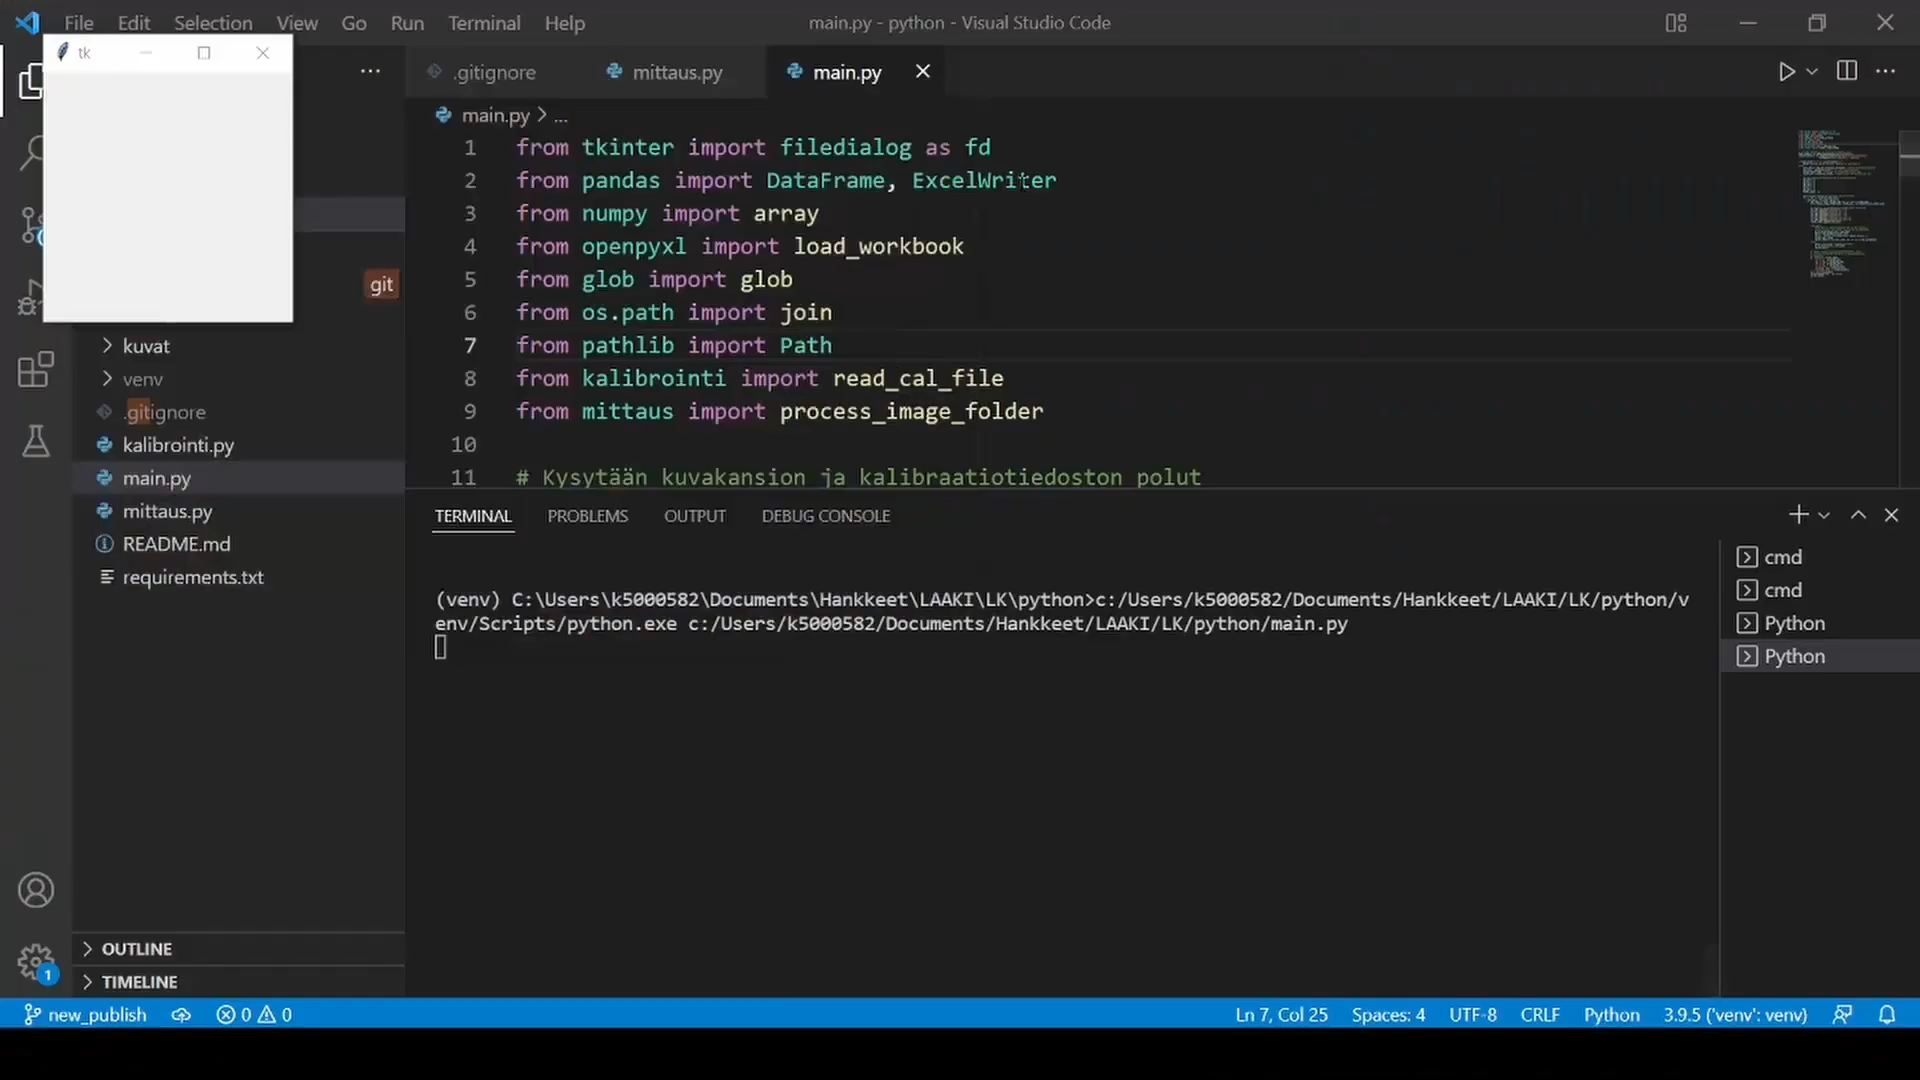 File Edit Selection View Go Run Terminal Help
main.py - python - Visual Studio Code
tk
.gitignore
mittaus.py
main.py
main.py > ...
1 from tkinter import filedialog as fd
2 from pandas import DataFrame, ExcelWriter
3 from numpy import array
4 from openpyxl import load_workbook
5 from glob import glob
6 from os.path import join
7 from pathlib import Path
8 from kalibrointi import read_cal_file
9 from mittaus import process_image_folder
10
11 # Kysytään kuvakansion ja kalibraatiotiedoston polut
git
kuvat
venv
.gitignore
kalibrointi.py
main.py
mittaus.py
README.md
requirements.txt
OUTLINE
TIMELINE
TERMINAL PROBLEMS OUTPUT DEBUG CONSOLE
(venv) C:\Users\k5000582\Documents\Hankkeet\LAAKI\LK\python>c:/Users/k5000582/Documents/Hankkeet/LAAKI/LK/python/v
env/Scripts/python.exe c:/Users/k5000582/Documents/Hankkeet/LAAKI/LK/python/main.py
cmd
cmd
Python
Python
1
new_publish 0 0 Ln 7, Col 25 Spaces: 4 UTF-8 CRLF Python 3.9.5 ('venv': venv)